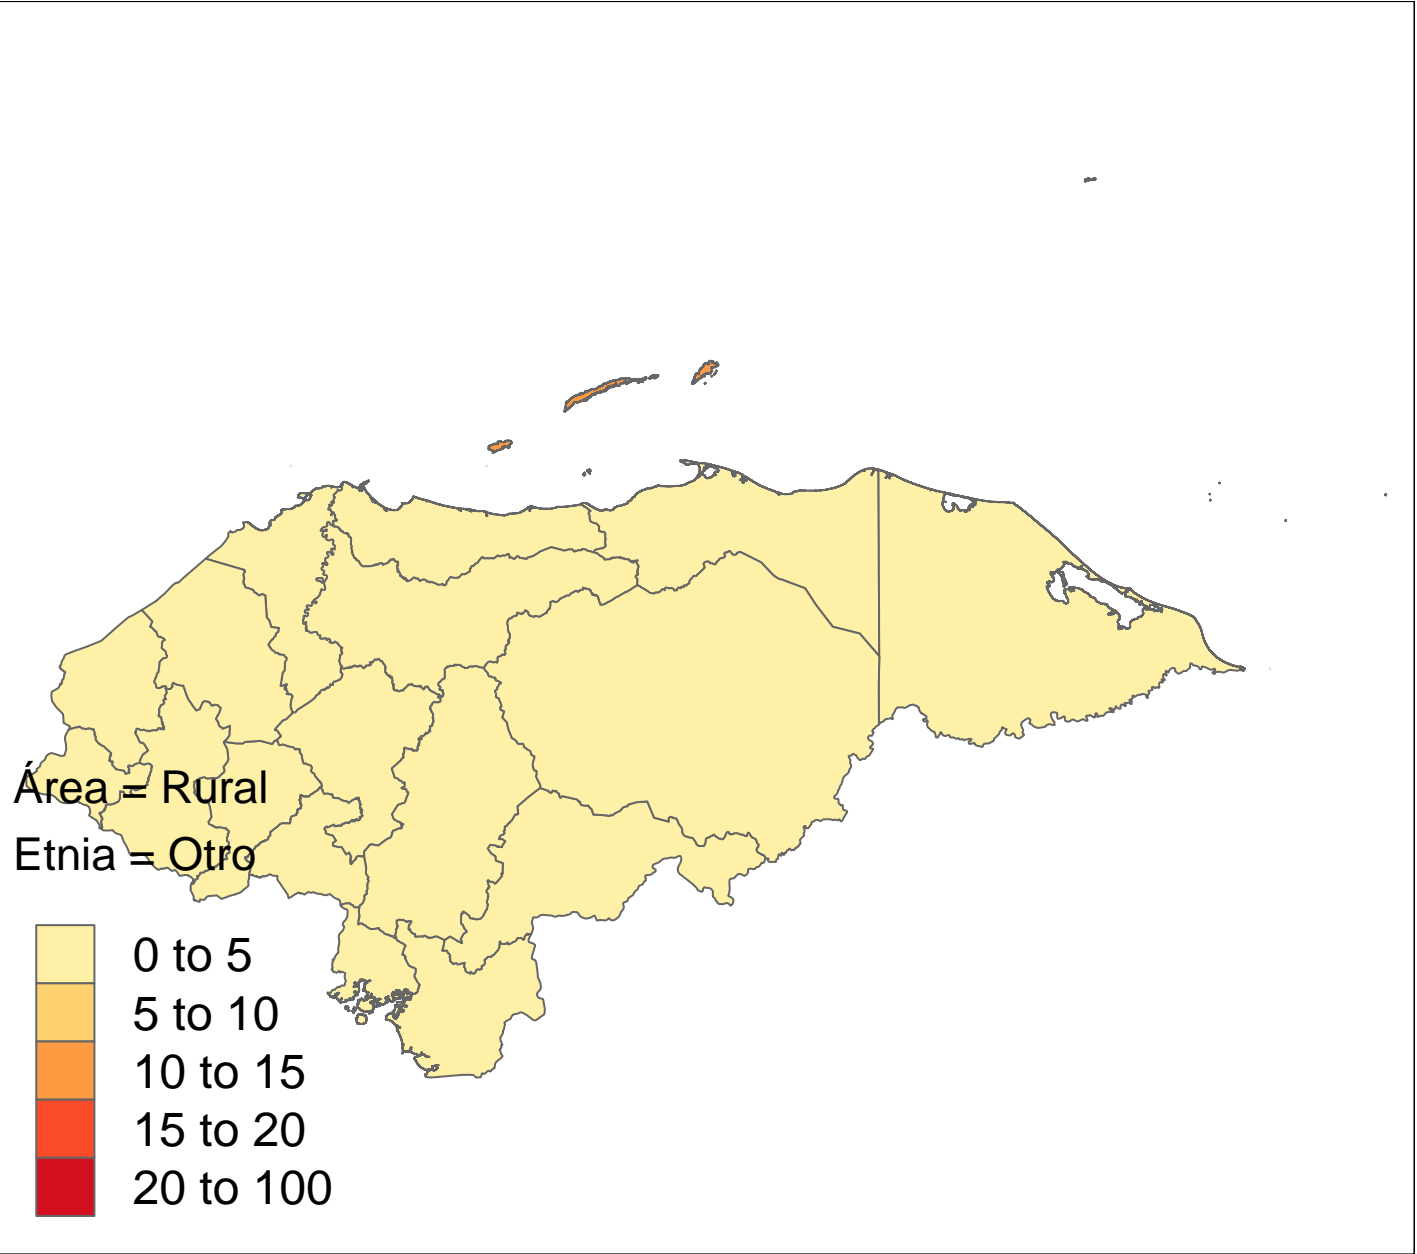 Área = Rural
Etnia = Otro
0 to 5
5 to 10
10 to 15
15 to 20
20 to 100